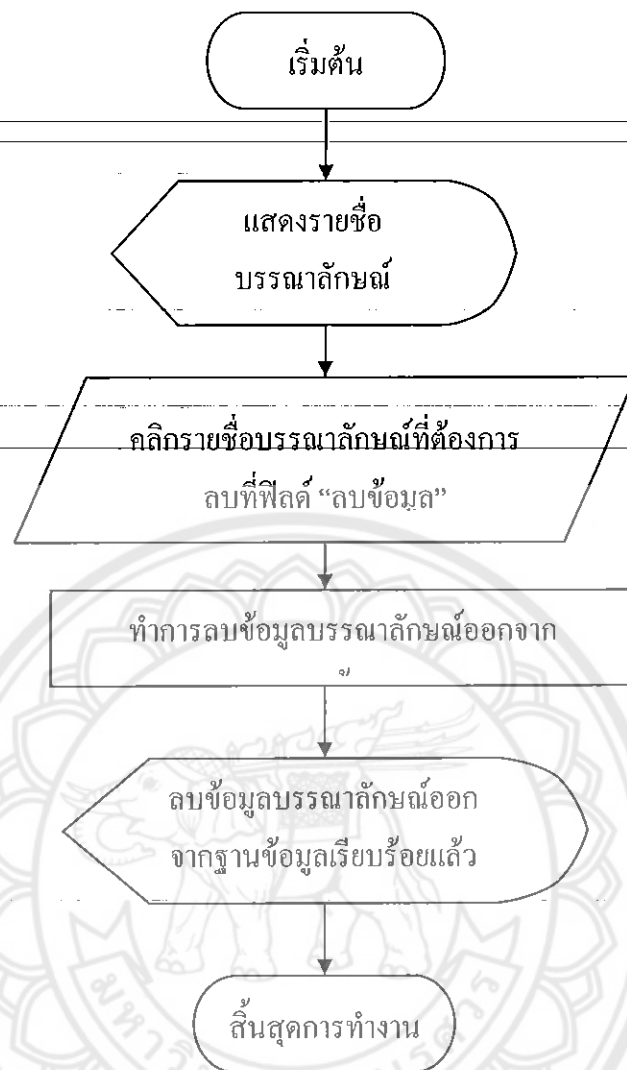 เริ่มต้น
แสดงรายชื่อ
บรรณาลักษณ์
คลิกรายชื่อบรรณาลักษณ์ที่ต้องการ
ลบที่ฟิลด์ “ลบข้อมูล”
ทำการลบข้อมูลบรรณาลักษณ์ออกจาก
ลบข้อมูลบรรณาลักษณ์ออก
จากฐานข้อมูลเรียบร้อยแล้ว
สิ้นสุดการทำงาน